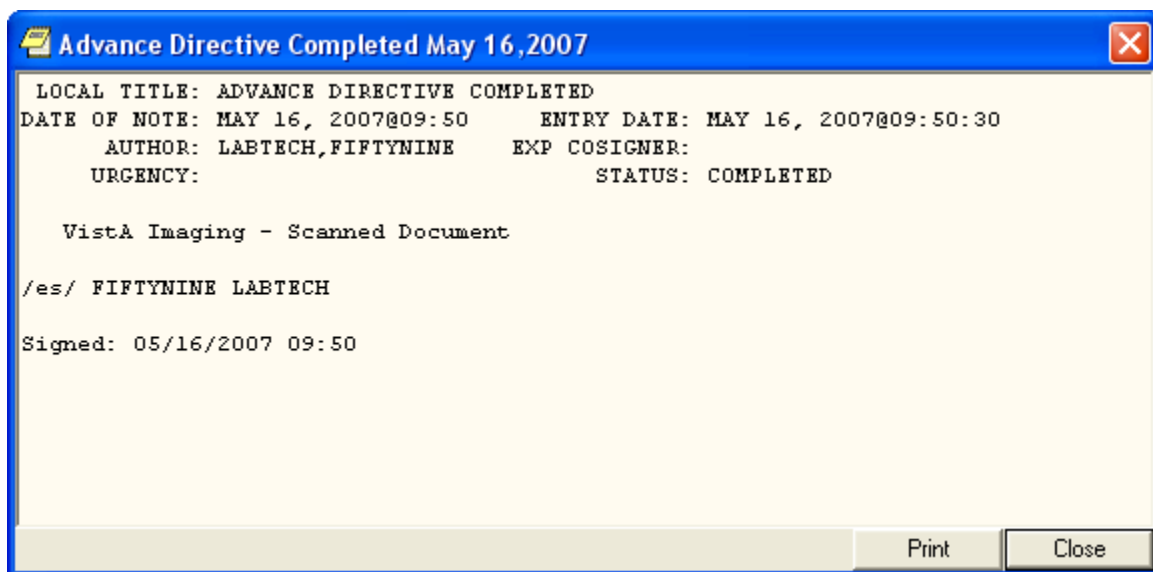 Advance Directive Completed May 16,2007
LOCAL TITLE: ADVANCE DIRECTIVE COMPLETED
DATE OF NOTE: MAY 16, 2007@09:50 ENTRY DATE: MAY 16, 2007@09:50:30
AUTHOR: LABTECH,FIFTYNINE EXP COSIGNER:
URGENCY: STATUS: COMPLETED
VistA Imaging - Scanned Document
/es/ FIFTYNINE LABTECH
Signed: 05/16/2007 09:50
Print Close